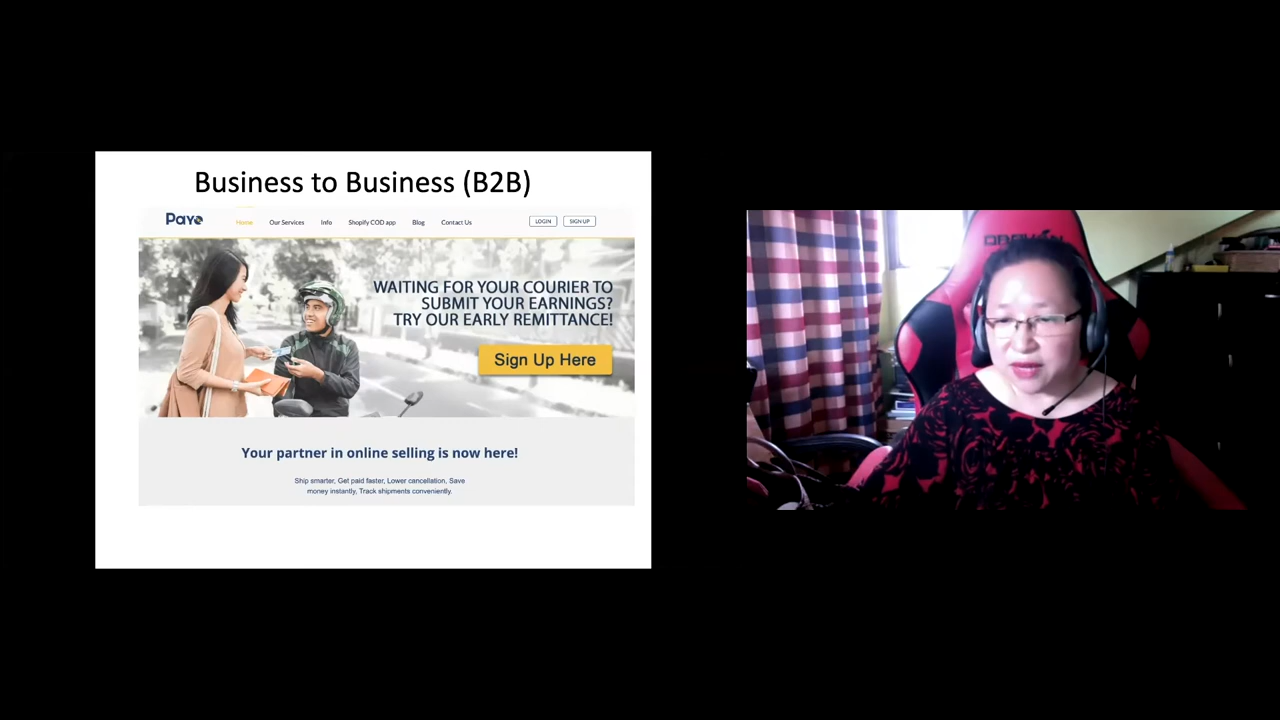 Business to Business (B2B)
Payo
Home Our Services Info Shopify COD app Blog Contact Us LOGIN SIGN UP
WAITING FOR YOUR COURIER TO
SUBMIT YOUR EARNINGS?
TRY OUR EARLY REMITTANCE!
Sign Up Here
Your partner in online selling is now here!
Ship smarter, Get paid faster, Lower cancellation, Save
money instantly, Track shipments conveniently.